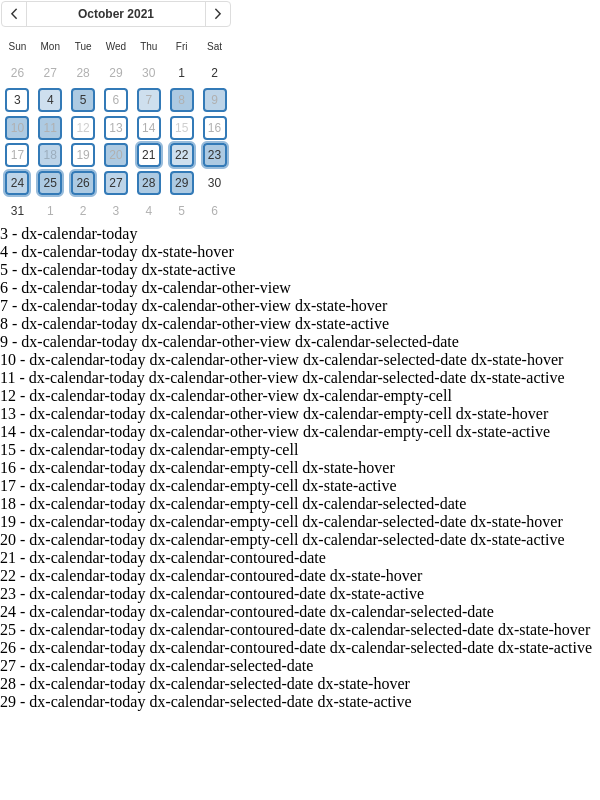 October 2021
Sun Mon Tue Wed Thu Fri Sat
26 27 28 29 30 1 2
3 4 5 6 7 8 9
10 11 12 13 14 15 16
17 18 19 20 21 22 23
24 25 26 27 28 29 30
31 1 2 3 4 5 6
3 - dx-calendar-today
4 - dx-calendar-today dx-state-hover
5 - dx-calendar-today dx-state-active
6 - dx-calendar-today dx-calendar-other-view
7 - dx-calendar-today dx-calendar-other-view dx-state-hover
8 - dx-calendar-today dx-calendar-other-view dx-state-active
9 - dx-calendar-today dx-calendar-other-view dx-calendar-selected-date
10 - dx-calendar-today dx-calendar-other-view dx-calendar-selected-date dx-state-hover
11 - dx-calendar-today dx-calendar-other-view dx-calendar-selected-date dx-state-active
12 - dx-calendar-today dx-calendar-other-view dx-calendar-empty-cell
13 - dx-calendar-today dx-calendar-other-view dx-calendar-empty-cell dx-state-hover
14 - dx-calendar-today dx-calendar-other-view dx-calendar-empty-cell dx-state-active
15 - dx-calendar-today dx-calendar-empty-cell
16 - dx-calendar-today dx-calendar-empty-cell dx-state-hover
17 - dx-calendar-today dx-calendar-empty-cell dx-state-active
18 - dx-calendar-today dx-calendar-empty-cell dx-calendar-selected-date
19 - dx-calendar-today dx-calendar-empty-cell dx-calendar-selected-date dx-state-hover
20 - dx-calendar-today dx-calendar-empty-cell dx-calendar-selected-date dx-state-active
21 - dx-calendar-today dx-calendar-contoured-date
22 - dx-calendar-today dx-calendar-contoured-date dx-state-hover
23 - dx-calendar-today dx-calendar-contoured-date dx-state-active
24 - dx-calendar-today dx-calendar-contoured-date dx-calendar-selected-date
25 - dx-calendar-today dx-calendar-contoured-date dx-calendar-selected-date dx-state-hover
26 - dx-calendar-today dx-calendar-contoured-date dx-calendar-selected-date dx-state-active
27 - dx-calendar-today dx-calendar-selected-date
28 - dx-calendar-today dx-calendar-selected-date dx-state-hover
29 - dx-calendar-today dx-calendar-selected-date dx-state-active